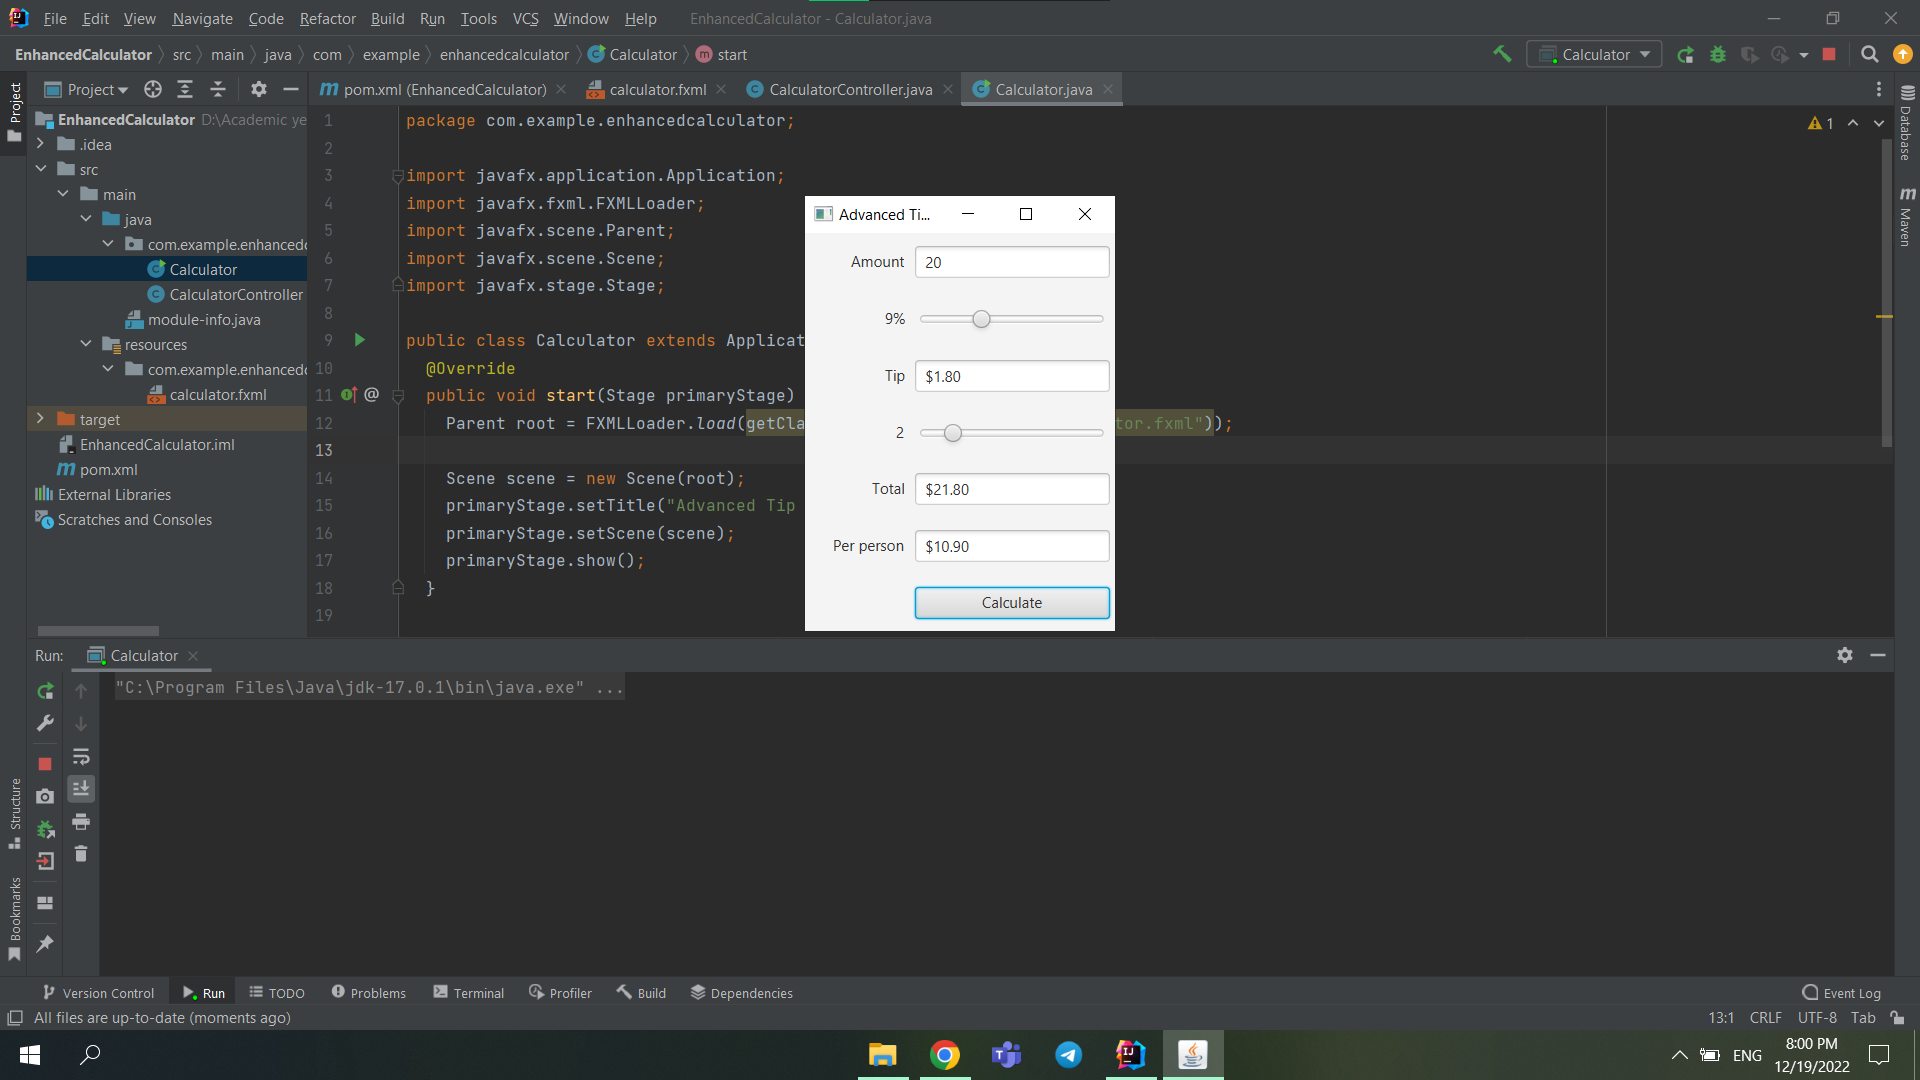 File Edit View Navigate Code Refactor Build Run Tools VCS Window Help EnhancedCalculator - Calculator.java
EnhancedCalculator src main java com example enhancedcalculator Calculator start Calculator
Project
Project
pom.xml (EnhancedCalculator) calculator.fxml CalculatorController.java Calculator.java
EnhancedCalculator D:\Academic ye
.idea
src
main
java
com.example.enhancedc
Calculator
CalculatorController
module-info.java
resources
com.example.enhancedc
calculator.fxml
target
EnhancedCalculator.iml
pom.xml
External Libraries
Scratches and Consoles
1 package com.example.enhancedcalculator;
2
3 import javafx.application.Application;
4 import javafx.fxml.FXMLLoader;
5 import javafx.scene.Parent;
6 import javafx.scene.Scene;
7 import javafx.stage.Stage;
8
9 public class Calculator extends Applicat
10 @Override
11 @ public void start(Stage primaryStage)
12 Parent root = FXMLLoader.load(getCla tor.fxml"));
13
14 Scene scene = new Scene(root);
15 primaryStage.setTitle("Advanced Tip
16 primaryStage.setScene(scene);
17 primaryStage.show();
18 }
19
1
Database
Maven
Advanced Ti...
Amount 20
9%
Tip $1.80
2
Total $21.80
Per person $10.90
Calculate
Run: Calculator
"C:\Program Files\Java\jdk-17.0.1\bin\java.exe" ...
Structure
Bookmarks
Version Control Run TODO Problems Terminal Profiler Build Dependencies Event Log
All files are up-to-date (moments ago) 13:1 CRLF UTF-8 Tab
ENG
8:00 PM
12/19/2022